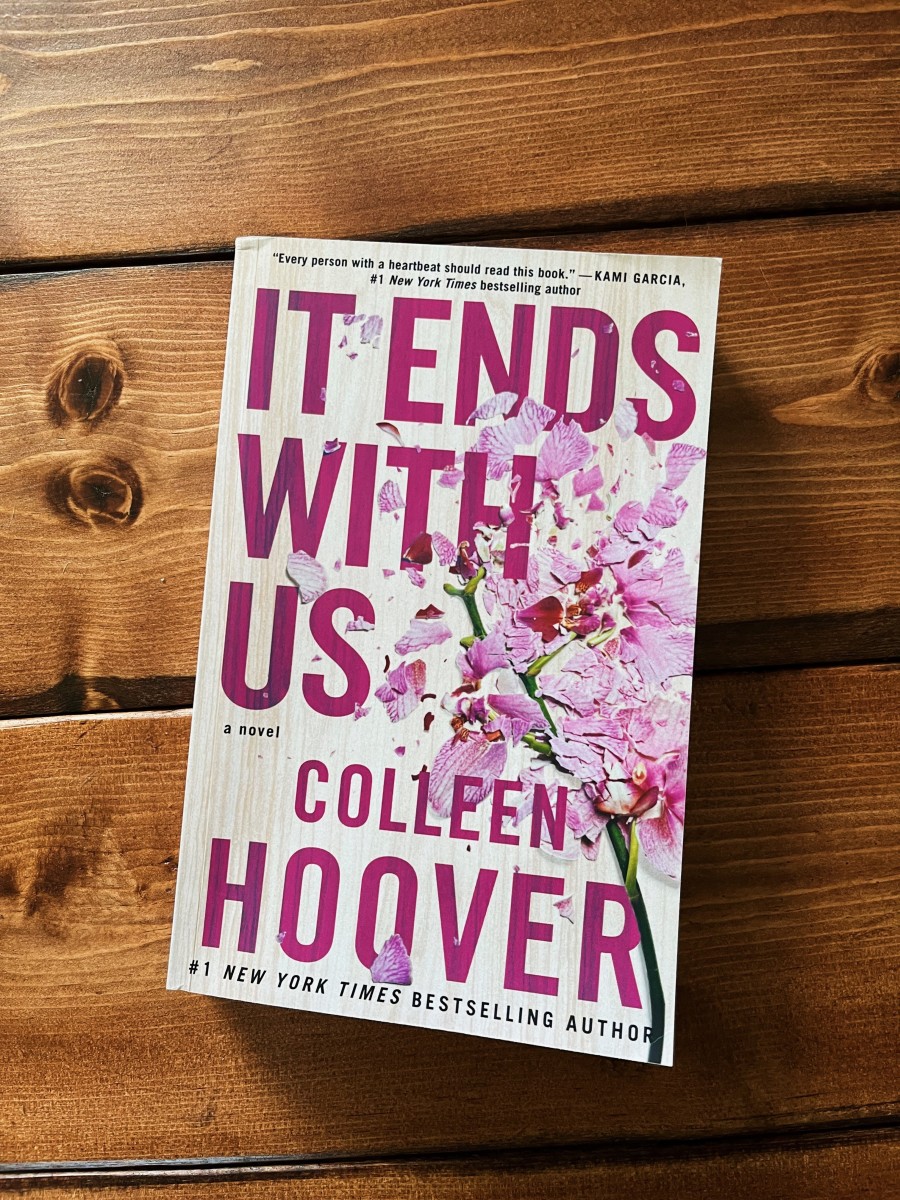 “Every person with a heartbeat should read this book.” —KAMI GARCIA,
#1 New York Times bestselling author
IT ENDS
WITH
US
a novel
COLLEEN
HOOVER
#1 NEW YORK TIMES BESTSELLING AUTHOR